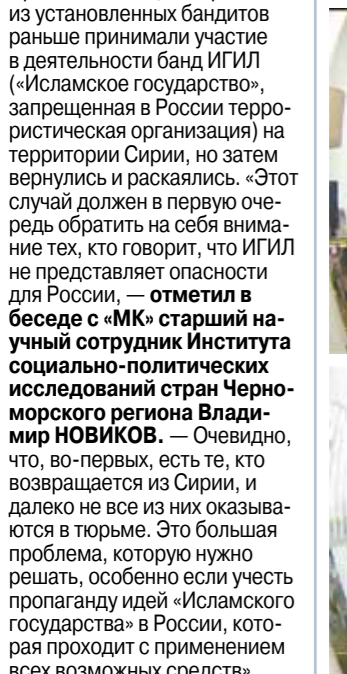 из установленных бандитов
раньше принимали участие
в деятельности банд ИГИЛ
(«Исламское государство»,
запрещенная в России терро-
ристическая организация) на
территории Сирии, но затем
вернулись и раскаялись. «Этот
случай должен в первую оче-
редь обратить на себя внима-
ние тех, кто говорит, что ИГИЛ
не представляет опасности
для России, — отметил в
беседе с «МК» старший на-
учный сотрудник Института
социально-политических
исследований стран Черно-
морского региона Влади-
мир НОВИКОВ. — Очевидно,
что, во-первых, есть те, кто
возвращается из Сирии, и
далеко не все из них оказыва-
ются в тюрьме. Это большая
проблема, которую нужно
решать, особенно если учесть
пропаганду идей «Исламского
государства» в России, кото-
рая проходит с применением
всех возможных средств»